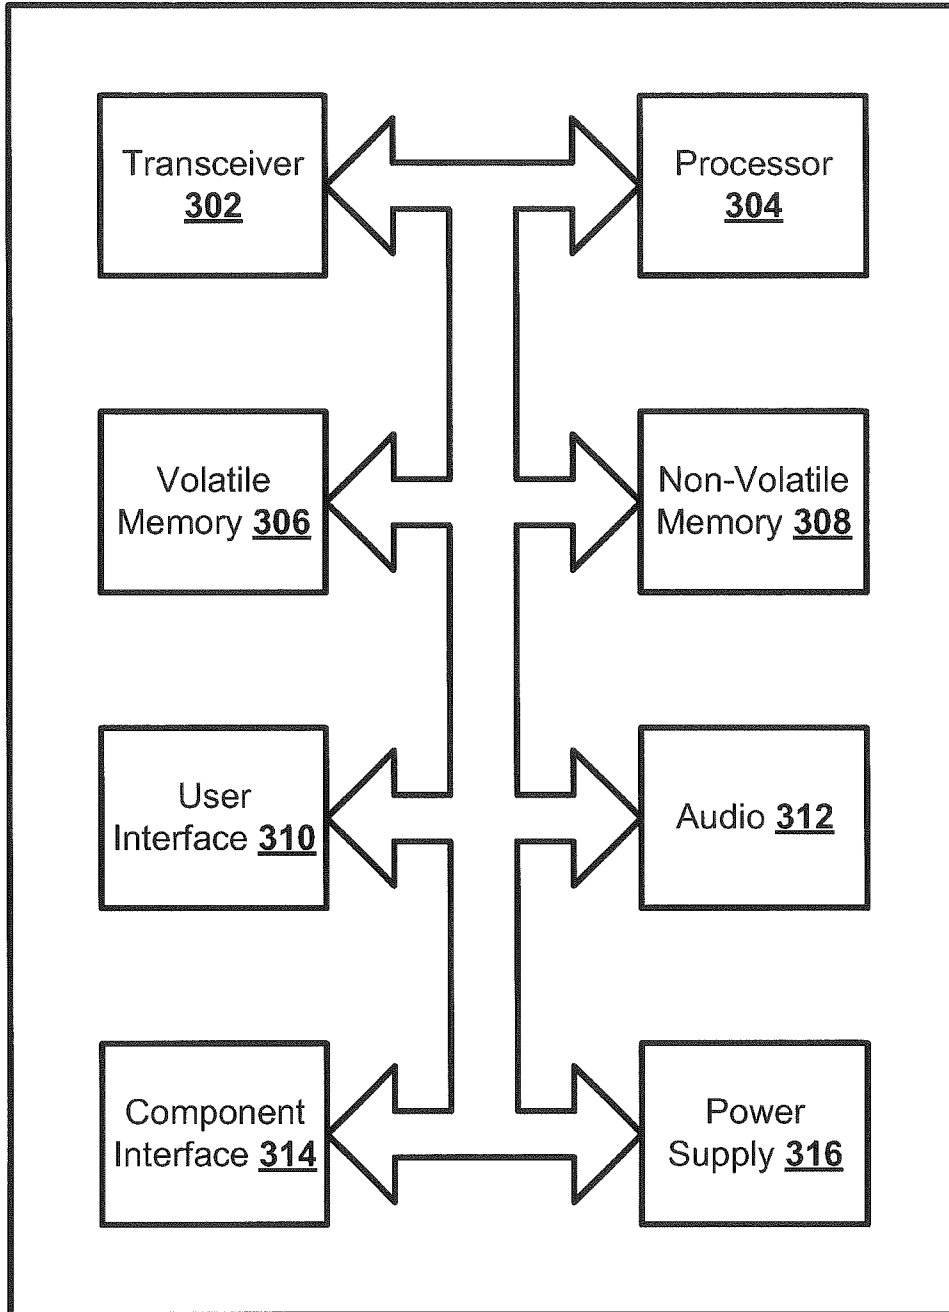 Transceiver
302
Processor
304
Volatile
Memory 306
Non-Volatile
Memory 308
User
Interface 310
Audio 312
Component
Interface 314
Power
Supply 316